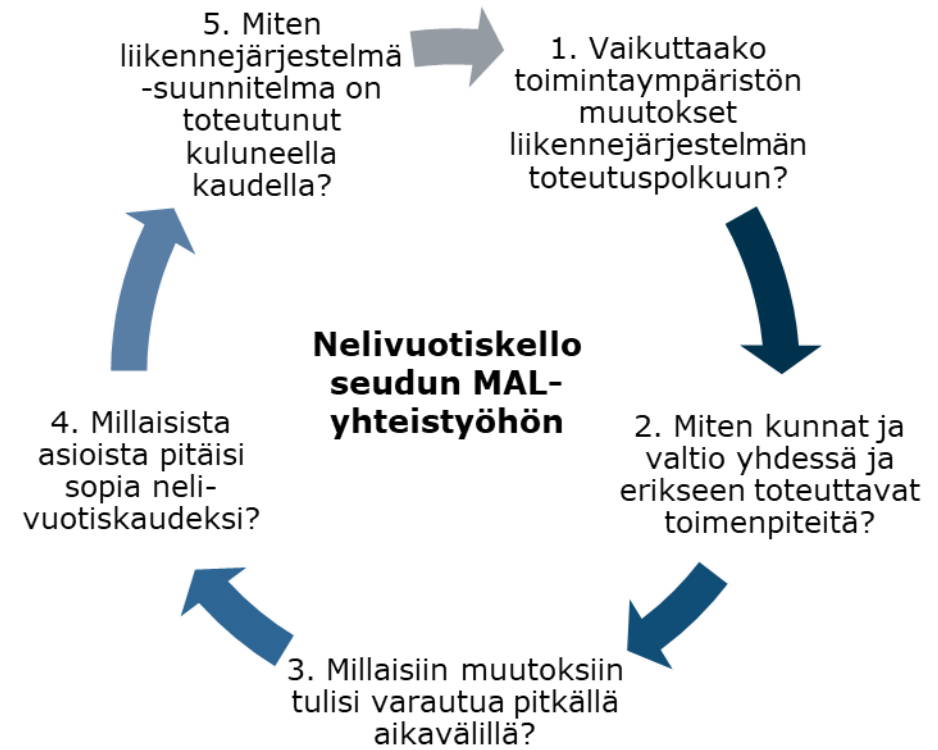 5. Miten
liikennejärjestelmä
-suunnitelma on
toteutunut
kuluneella
kaudella?
1. Vaikuttaako
toimintaympäristön
muutokset
liikennejärjestelmän
toteutuspolkuun?
Nelivuotiskello
seudun MAL-
yhteistyöhön
2. Miten kunnat ja
valtio yhdessä ja
erikseen toteuttavat
toimenpiteitä?
3. Millaisiin muutoksiin
tulisi varautua pitkällä
aikavälillä?
4. Millaisista
asioista pitäisi
sopia neli-
vuotiskaudeksi?